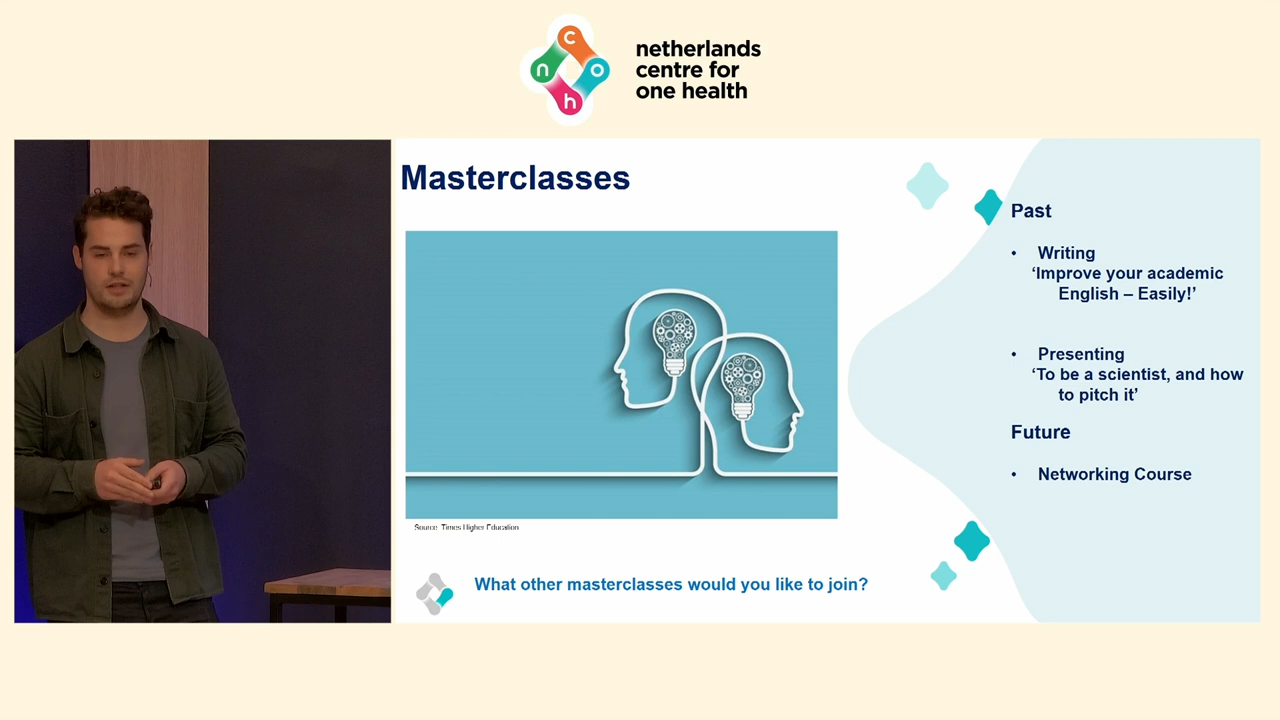 c
n
o
h
netherlands
centre for
one health
Masterclasses
Past
• Writing
‘Improve your academic
English – Easily!’
• Presenting
‘To be a scientist, and how
to pitch it’
Future
• Networking Course
Source: Times Higher Education
What other masterclasses would you like to join?